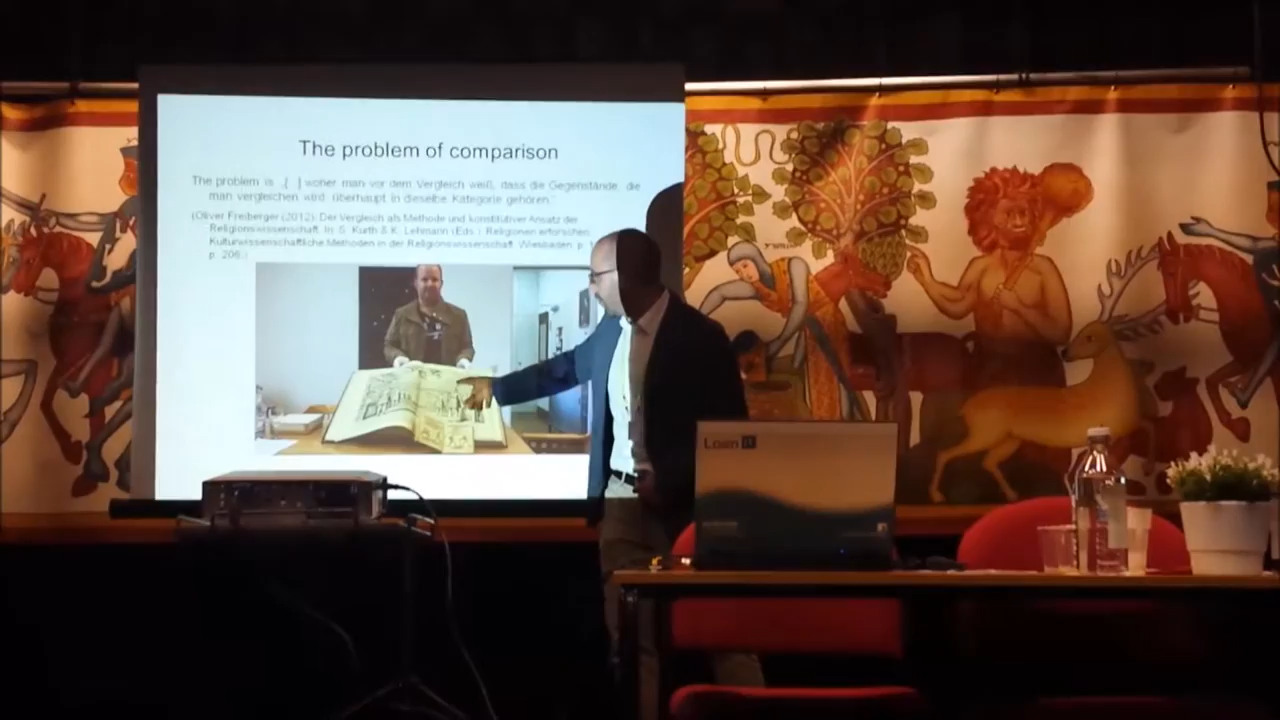 The problem of comparison
The problem is „[ ] woher man vor dem Vergleich weiß, dass die Gegenstände, die
man vergleichen wird überhaupt in dieselbe Kategorie gehören."
(Oliver Freiberger (2012): Der Vergleich als Methode und konstitutiver Ansatz der
Religionswissenschaft. In: S. Kurth & K. Lehmann (Eds.): Religionen erforschen.
Kulturwissenschaftliche Methoden in der Religionswissenschaft. Wiesbaden. p.
p. 206.)
Loan IT